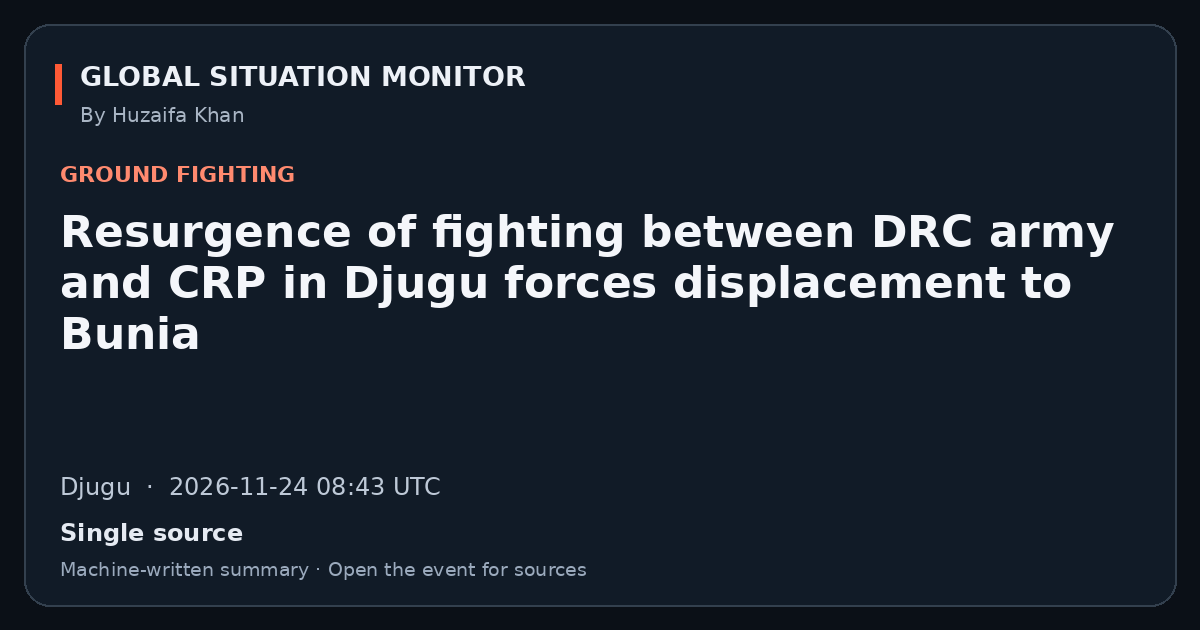 GLOBAL SITUATION MONITOR
By Huzaifa Khan
GROUND FIGHTING
Resurgence of fighting between DRC army
and CRP in Djugu forces displacement to
Bunia
Djugu · 2026-11-24 08:43 UTC
Single source
Machine-written summary · Open the event for sources